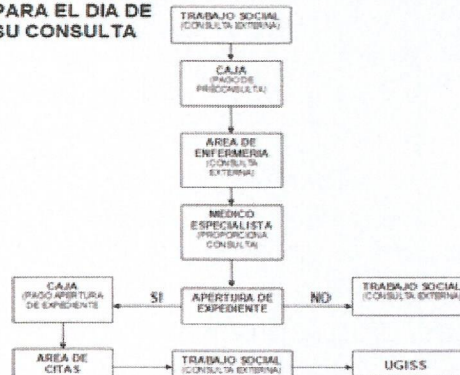 PARA EL DIA DE
SU CONSULTA
TRABAJO SOCIAL
(CONSULTA EXTERNA)
CAJA
(PAGO DE
PRECONSULTA)
AREA DE
ENFERMERIA
(CONSULTA
EXTERNA)
MEDICO
ESPECIALISTA
(PROPORCIONA
CONSULTA)
CAJA
(PAGO APERTURA
DE EXPEDIENTE
SI
APERTURA DE
EXPEDIENTE
NO
TRABAJO SOCIAL
(CONSULTA EXTERNA)
AREA DE
CITAS
TRABAJO SOCIAL
(CONSULTA EXTERNA)
UGISS